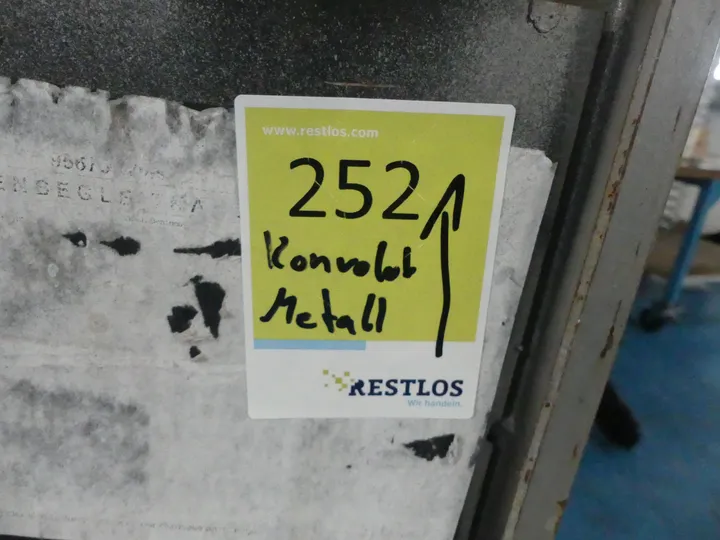 www.restlos.com
252
Konvolut
Metall
RESTLOS
Wir handeln.